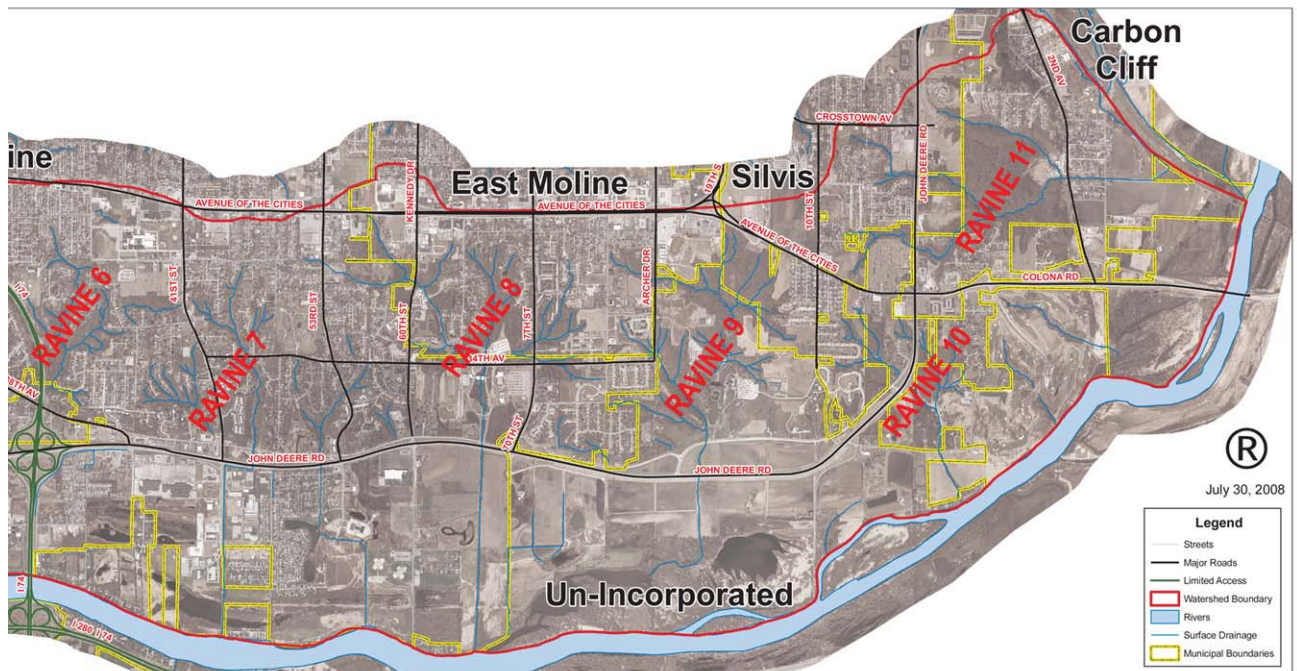 Carbon
Cliff
2ND AV
CROSSTOWN AV
JOHN DEERE RD
ine
East Moline
Silvis
19TH S
10TH ST
KENNEDY DR
AVENUE OF THE CITIES
AVENUE OF THE CITIES
AVENUE OF THE CITIES
RAVINE 11
I 74
RAVINE 6
41ST ST
RAVINE 7
53RD ST
60TH ST
RAVINE 8
77TH ST
ARCHER DR
RAVINE 9
COLONA RD
RAVINE 10
34TH AV
8TH AV
70TH ST
JOHN DEERE RD
JOHN DEERE RD
®
July 30, 2008
Un-Incorporated
I 74
I 280 I 74
Legend
Streets
Major Roads
Limited Access
Watershed Boundary
Rivers
Surface Drainage
Municipal Boundaries